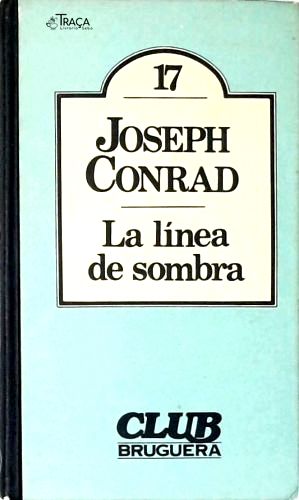 TRAÇA
Livraria e Sebo
17
JOSEPH
CONRAD
La línea
de sombra
CLUB
BRUGUERA